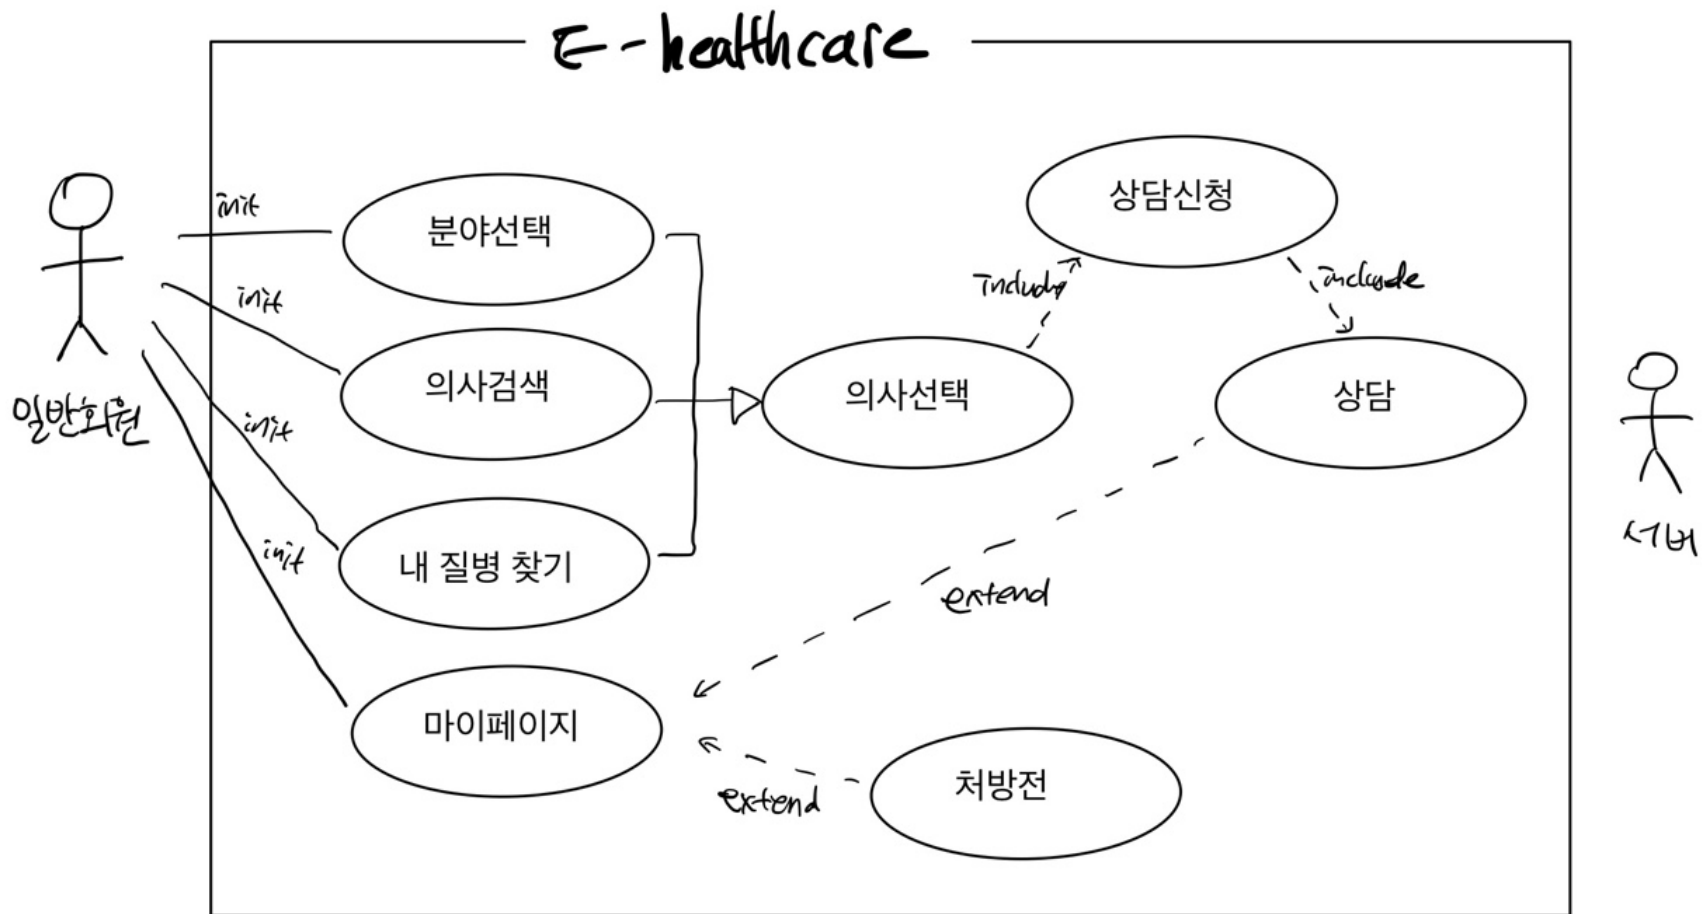 E-healthcare
init
분야선택
init
의사검색
init
내 질병 찾기
init
마이페이지
일반회원
의사선택
include
상담신청
include
상담
extend
extend
처방전
서버